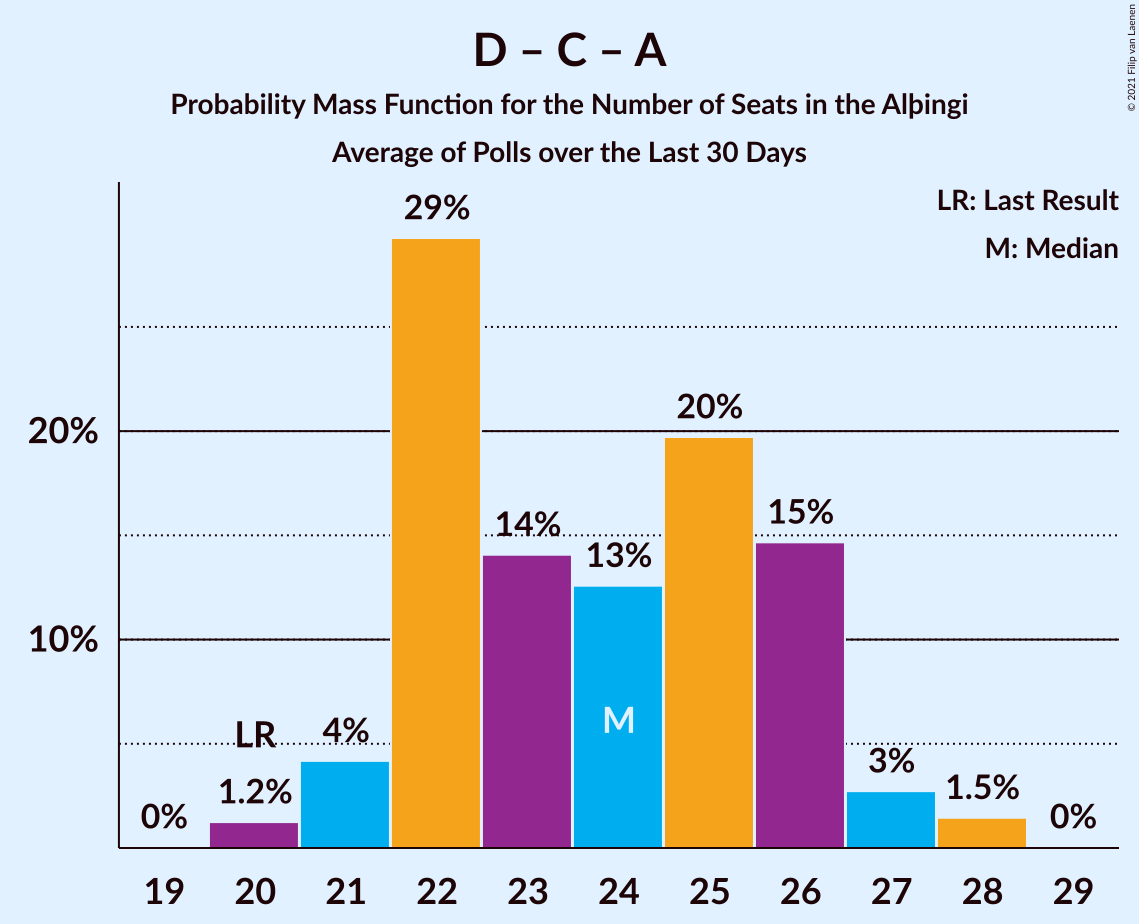 D – C – A
Probability Mass Function for the Number of Seats in the Alþingi
Average of Polls over the Last 30 Days
© 2021 Filip van Laenen
LR: Last Result
M: Median
29%
20%
20%
15%
14%
13%
10%
M
LR
4%
3%
1.2%
1.5%
0%
0%
19 20 21 22 23 24 25 26 27 28 29